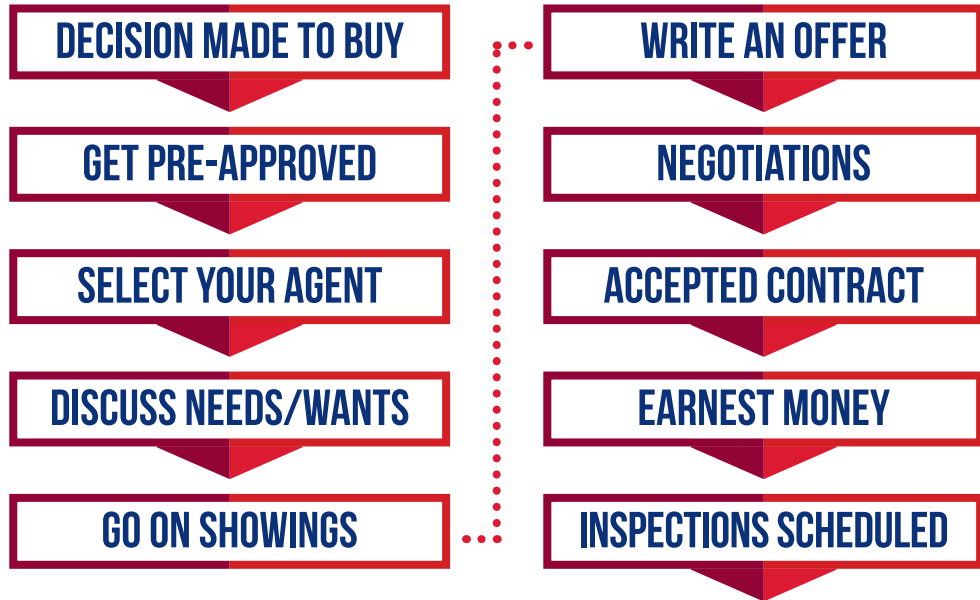 DECISION MADE TO BUY
GET PRE-APPROVED
SELECT YOUR AGENT
DISCUSS NEEDS/WANTS
GO ON SHOWINGS
WRITE AN OFFER
NEGOTIATIONS
ACCEPTED CONTRACT
EARNEST MONEY
INSPECTIONS SCHEDULED